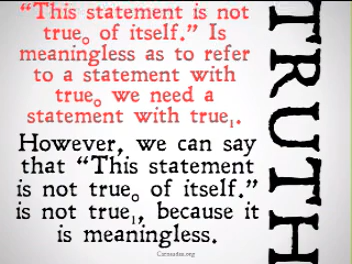 “This statement is not
true₀ of itself.” Is
meaningless as to refer
to a statement with
true₀ we need a
statement with true₁.
However, we can say
that “This statement
is not true₀ of itself.”
is not true₁, because it
is meaningless.
TRUTH
Carneades.org